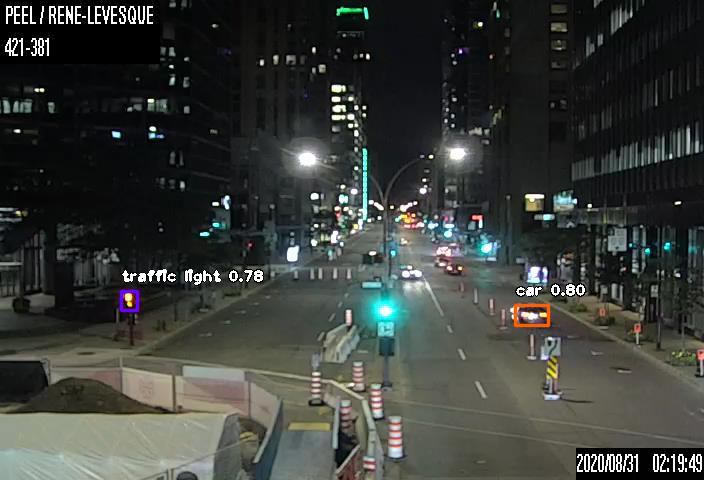 PEEL / RENE-LEVESQUE
421-381
traffic light 0.78
car 0.80
2020/08/31 02:19:49